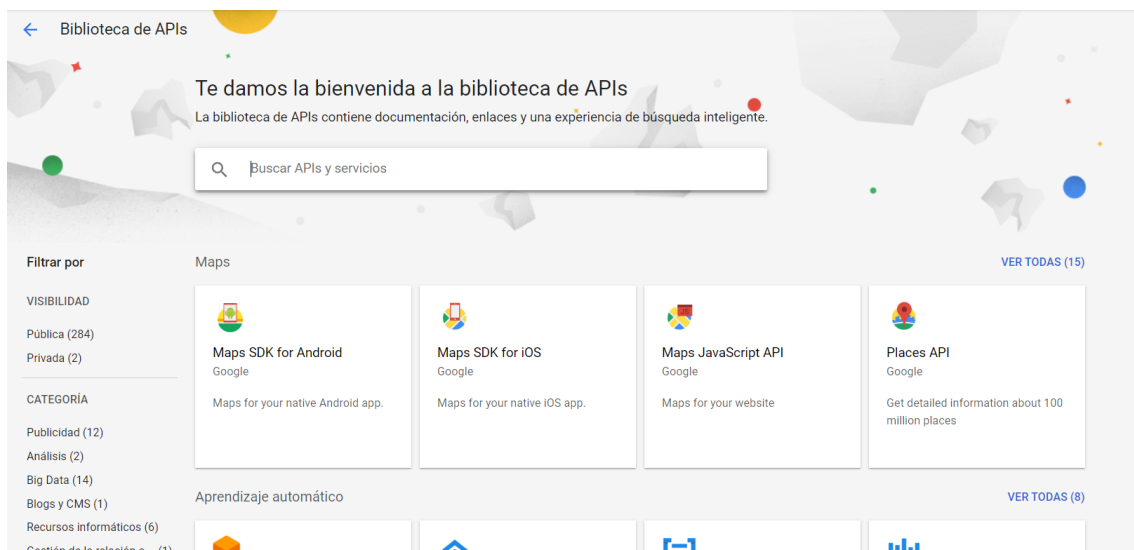 Biblioteca de APIs
Te damos la bienvenida a la biblioteca de APIs
La biblioteca de APIs contiene documentación, enlaces y una experiencia de búsqueda inteligente.
Buscar APIs y servicios
Filtrar por
VISIBILIDAD
Pública (284)
Privada (2)
CATEGORÍA
Publicidad (12)
Análisis (2)
Big Data (14)
Blogs y CMS (1)
Recursos informáticos (6)
Gestión de la relación c... (1)
Maps
VER TODAS (15)
Maps SDK for Android
Google
Maps for your native Android app.
Maps SDK for iOS
Google
Maps for your native iOS app.
Maps JavaScript API
Google
Maps for your website
Places API
Google
Get detailed information about 100
million places
Aprendizaje automático
VER TODAS (8)